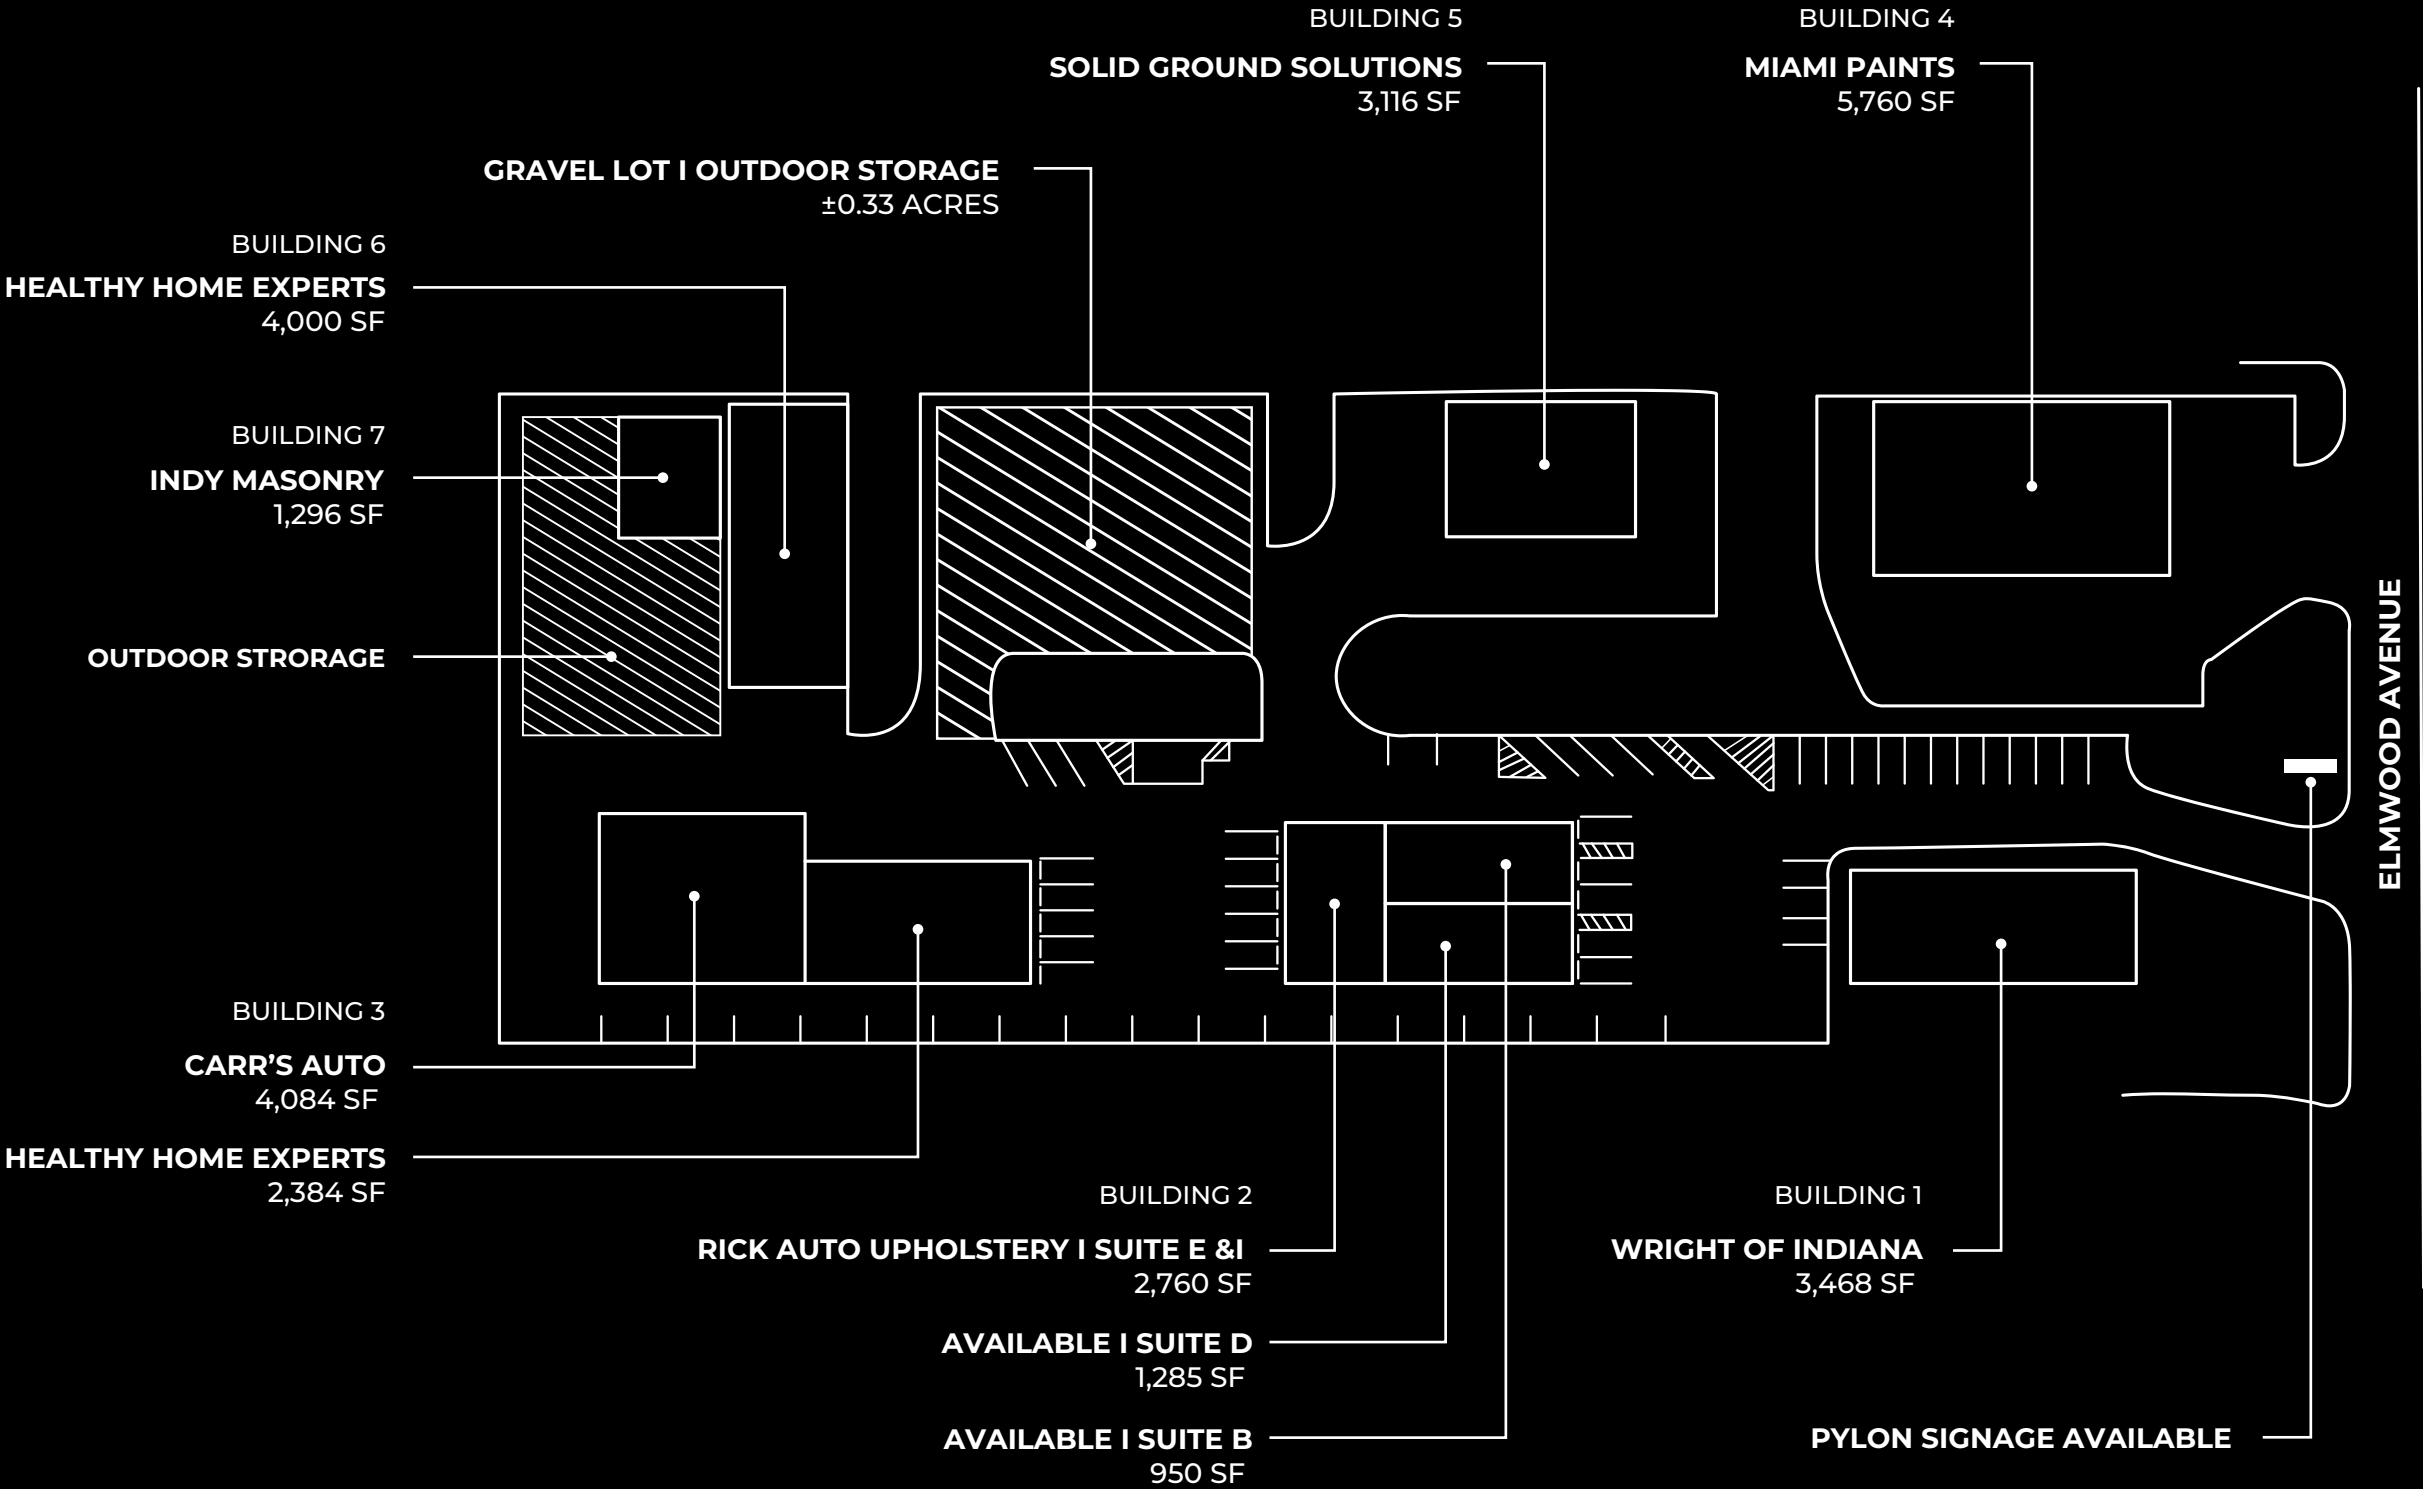 BUILDING 5
SOLID GROUND SOLUTIONS
3,116 SF
BUILDING 4
MIAMI PAINTS
5,760 SF
GRAVEL LOT I OUTDOOR STORAGE
±0.33 ACRES
BUILDING 6
HEALTHY HOME EXPERTS
4,000 SF
BUILDING 7
INDY MASONRY
1,296 SF
OUTDOOR STRORAGE
ELMWOOD AVENUE
BUILDING 3
CARR’S AUTO
4,084 SF
HEALTHY HOME EXPERTS
2,384 SF
BUILDING 2
RICK AUTO UPHOLSTERY I SUITE E &I
2,760 SF
AVAILABLE I SUITE D
1,285 SF
AVAILABLE I SUITE B
950 SF
BUILDING 1
WRIGHT OF INDIANA
3,468 SF
PYLON SIGNAGE AVAILABLE